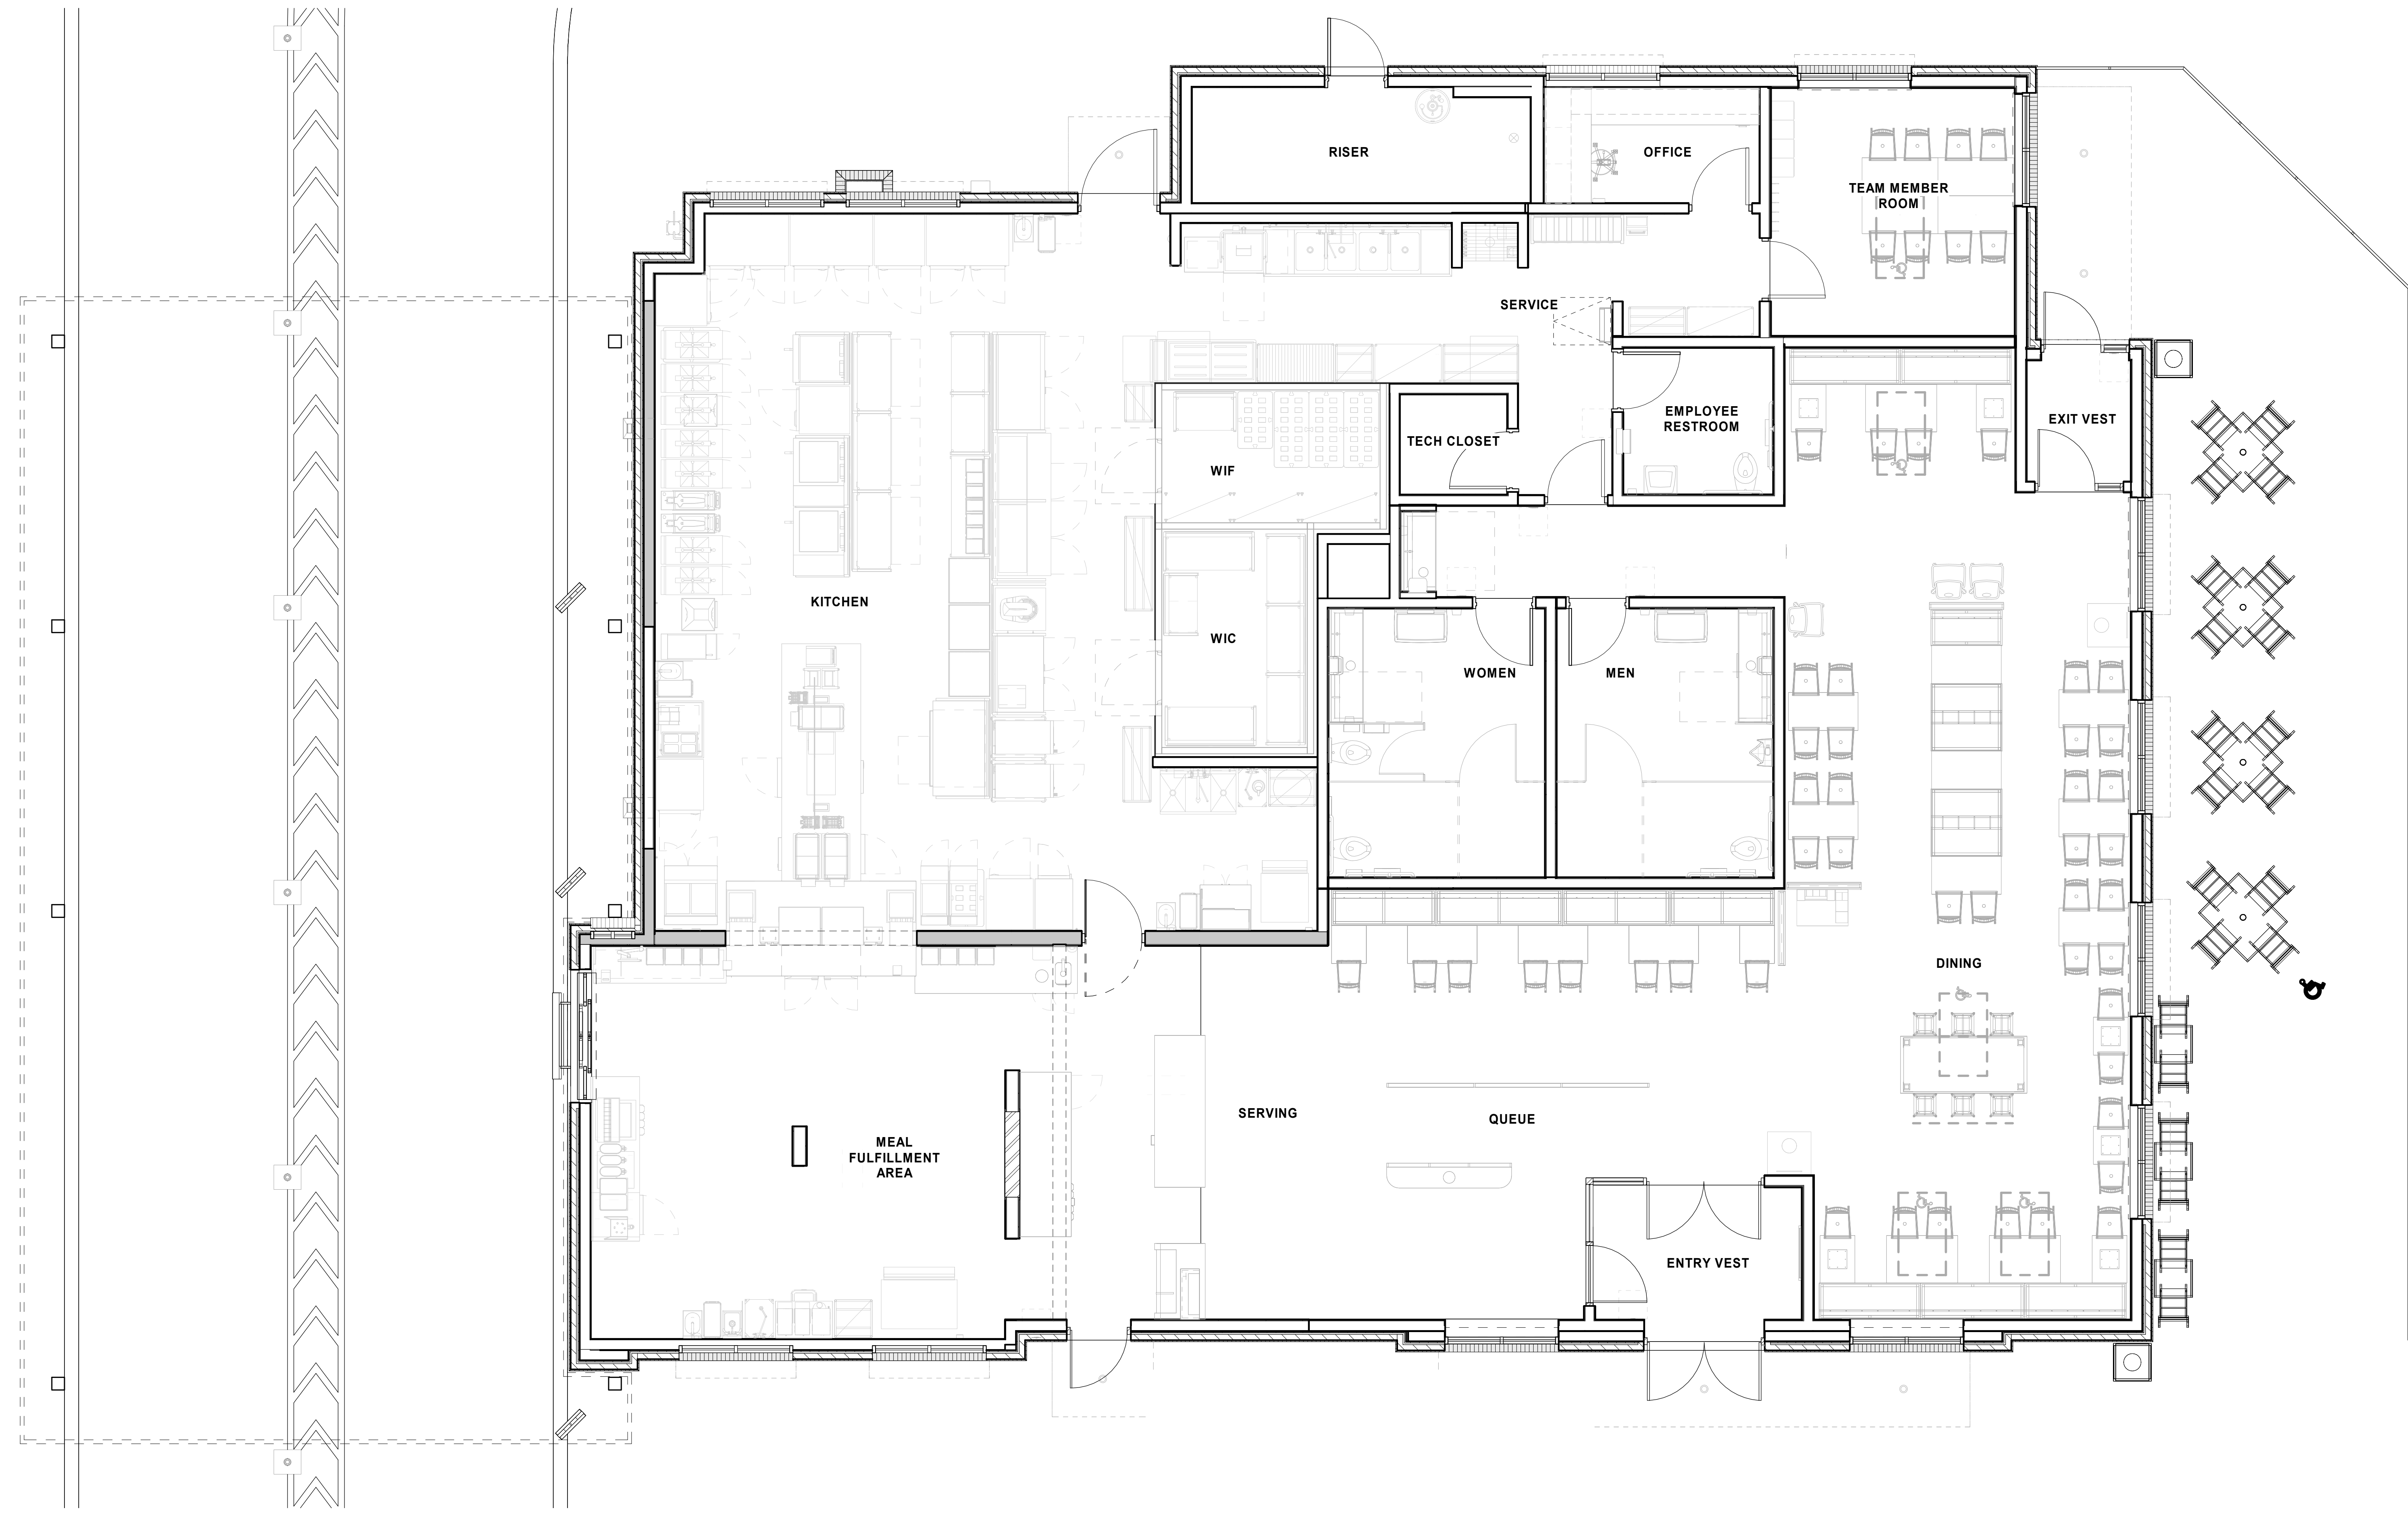 RISER
OFFICE
TEAM MEMBER
ROOM
SERVICE
EMPLOYEE
RESTROOM
EXIT VEST
TECH CLOSET
WIF
KITCHEN
WIC
WOMEN
MEN
DINING
SERVING
QUEUE
MEAL
FULFILLMENT
AREA
ENTRY VEST